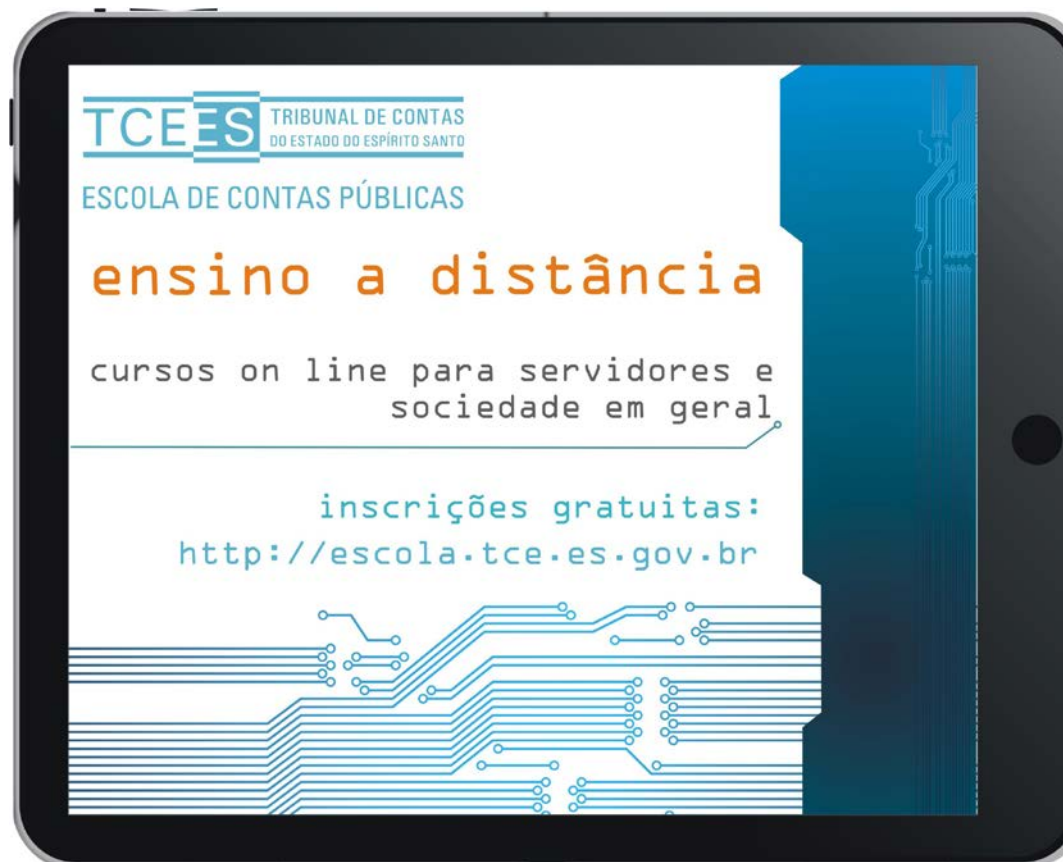 TCEES TRIBUNAL DE CONTAS
DO ESTADO DO ESPÍRITO SANTO
ESCOLA DE CONTAS PÚBLICAS
ensino a distância
cursos on line para servidores e
sociedade em geral
inscrições gratuitas:
http://escola.tce.es.gov.br